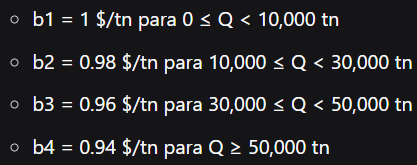 ○ b1 = 1 $/tn para 0 ≤ Q < 10,000 tn
○ b2 = 0.98 $/tn para 10,000 ≤ Q < 30,000 tn
○ b3 = 0.96 $/tn para 30,000 ≤ Q < 50,000 tn
○ b4 = 0.94 $/tn para Q ≥ 50,000 tn